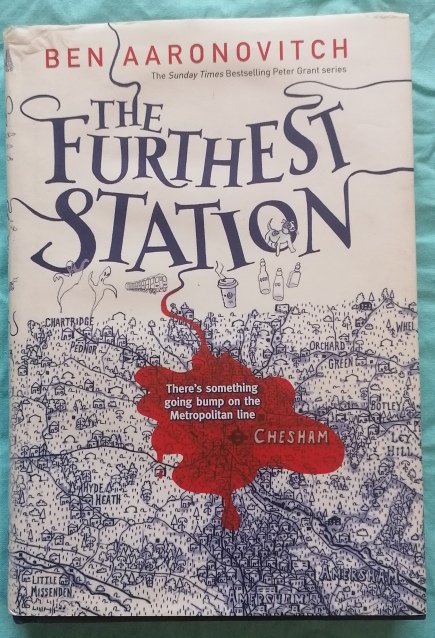 BEN AARONOVITCH
The Sunday Times Bestselling Peter Grant series
THE
FURTHEST
STATION
CHARTRIDGE
PEDNOR
ORCHARD
GREEN
There's something
going bump on the
Metropolitan line
CHESHAM
HYDE
HEATH
LITTLE
MISSENDEN
AMERSHAM